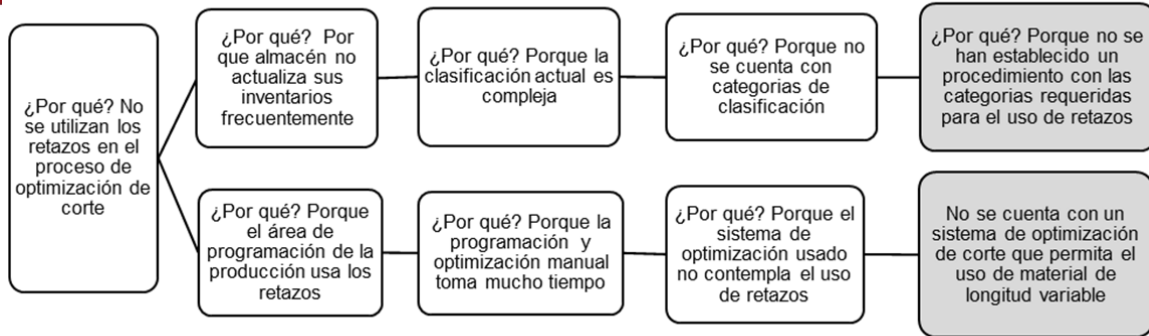 ¿Por qué? No
se utilizan los
retazos en el
proceso de
optimización de
corte
¿Por qué? Por
que almacén no
actualiza sus
inventarios
frecuentemente
¿Por qué? Porque la
clasificación actual es
compleja
¿Por qué? Porque no
se cuenta con
categorias de
clasificación
¿Por qué? Porque no se
han establecido un
procedimiento con las
categorias requeridas
para el uso de retazos
¿Por qué? Porque
el área de
programación de la
producción usa los
retazos
¿Por qué? Porque la
programación y
optimización manual
toma mucho tiempo
¿Por qué? Porque el
sistema de
optimización usado
no contempla el uso
de retazos
No se cuenta con un
sistema de optimización
de corte que permita el
uso de material de
longitud variable